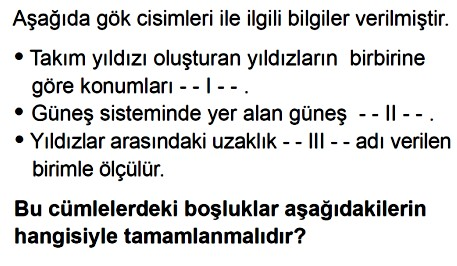 Aşağıda gök cisimleri ile ilgili bilgiler verilmiştir.
• Takım yıldızı oluşturan yıldızların birbirine
göre konumları - - I - - .
• Güneş sisteminde yer alan güneş - - II - - .
• Yıldızlar arasındaki uzaklık - - III - - adı verilen
birimle ölçülür.
Bu cümlelerdeki boşluklar aşağıdakilerin
hangisiyle tamamlanmalıdır?